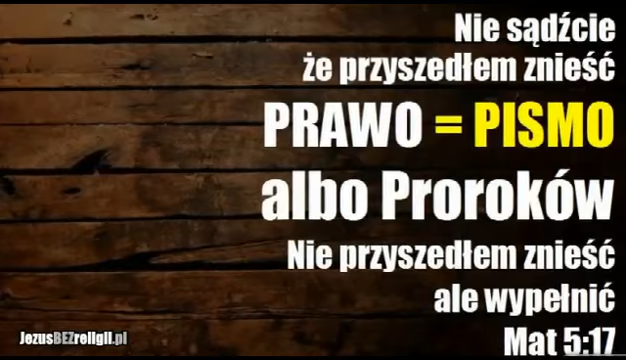 Nie sądźcie
że przyszedłem znieść
PRAWO = PISMO
albo Proroków
Nie przyszedłem znieść
ale wypełnić
Mat 5:17
JezusBEZreligii.pl